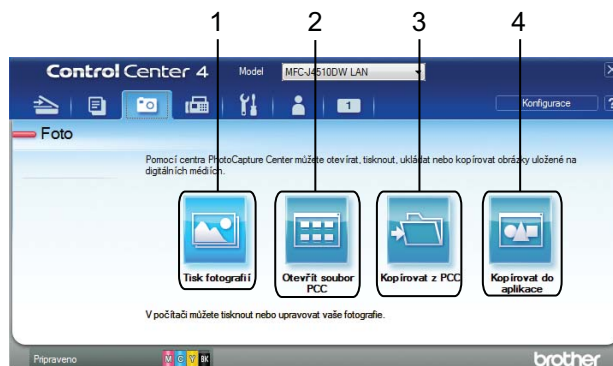 1 2 3 4
Control Center 4 Model MFC-J4510DW LAN
1 Konfigurace ?
Foto
Pomocí centra PhotoCapture Center můžete otevírat, tisknout, ukládat nebo kopírovat obrázky uložené na
digitálních médiích.
Tisk fotografií Otevřít soubor Kopírovat z PCC Kopírovat do
PCC aplikace
V počítači můžete tisknout nebo upravovat vaše fotografie.
Pripraveno M C Y BK brother